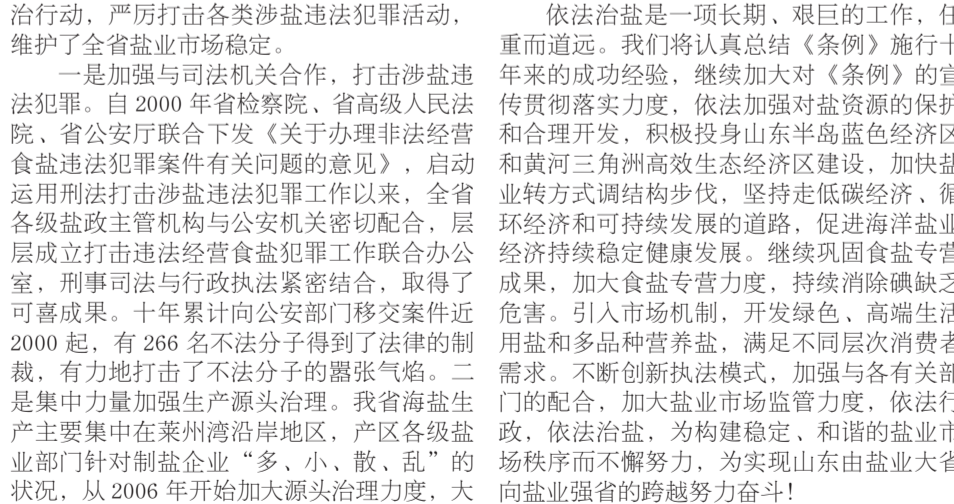 治行动，严厉打击各类涉盐违法犯罪活动，
维护了全省盐业市场稳定。
一是加强与司法机关合作，打击涉盐违
法犯罪。自 2000 年省检察院、省高级人民法
院、省公安厅联合下发《关于办理非法经营
食盐违法犯罪案件有关问题的意见》，启动
运用刑法打击涉盐违法犯罪工作以来，全省
各级盐政主管机构与公安机关密切配合，层
层成立打击违法经营食盐犯罪工作联合办公
室，刑事司法与行政执法紧密结合，取得了
可喜成果。十年累计向公安部门移交案件近
2000 起，有 266 名不法分子得到了法律的制
裁，有力地打击了不法分子的嚣张气焰。二
是集中力量加强生产源头治理。我省海盐生
产主要集中在莱州湾沿岸地区，产区各级盐
业部门针对制盐企业“多、小、散、乱”的
状况，从 2006 年开始加大源头治理力度，大
依法治盐是一项长期、艰巨的工作，任
重而道远。我们将认真总结《条例》施行十
年来的成功经验，继续加大对《条例》的宣
传贯彻落实力度，依法加强对盐资源的保护
和合理开发，积极投身山东半岛蓝色经济区
和黄河三角洲高效生态经济区建设，加快盐
业转方式调结构步伐，坚持走低碳经济、循
环经济和可持续发展的道路，促进海洋盐业
经济持续稳定健康发展。继续巩固食盐专营
成果，加大食盐专营力度，持续消除碘缺乏
危害。引入市场机制，开发绿色、高端生活
用盐和多品种营养盐，满足不同层次消费者
需求。不断创新执法模式，加强与各有关部
门的配合，加大盐业市场监管力度，依法行
政，依法治盐，为构建稳定、和谐的盐业市
场秩序而不懈努力，为实现山东由盐业大省
向盐业强省的跨越努力奋斗！